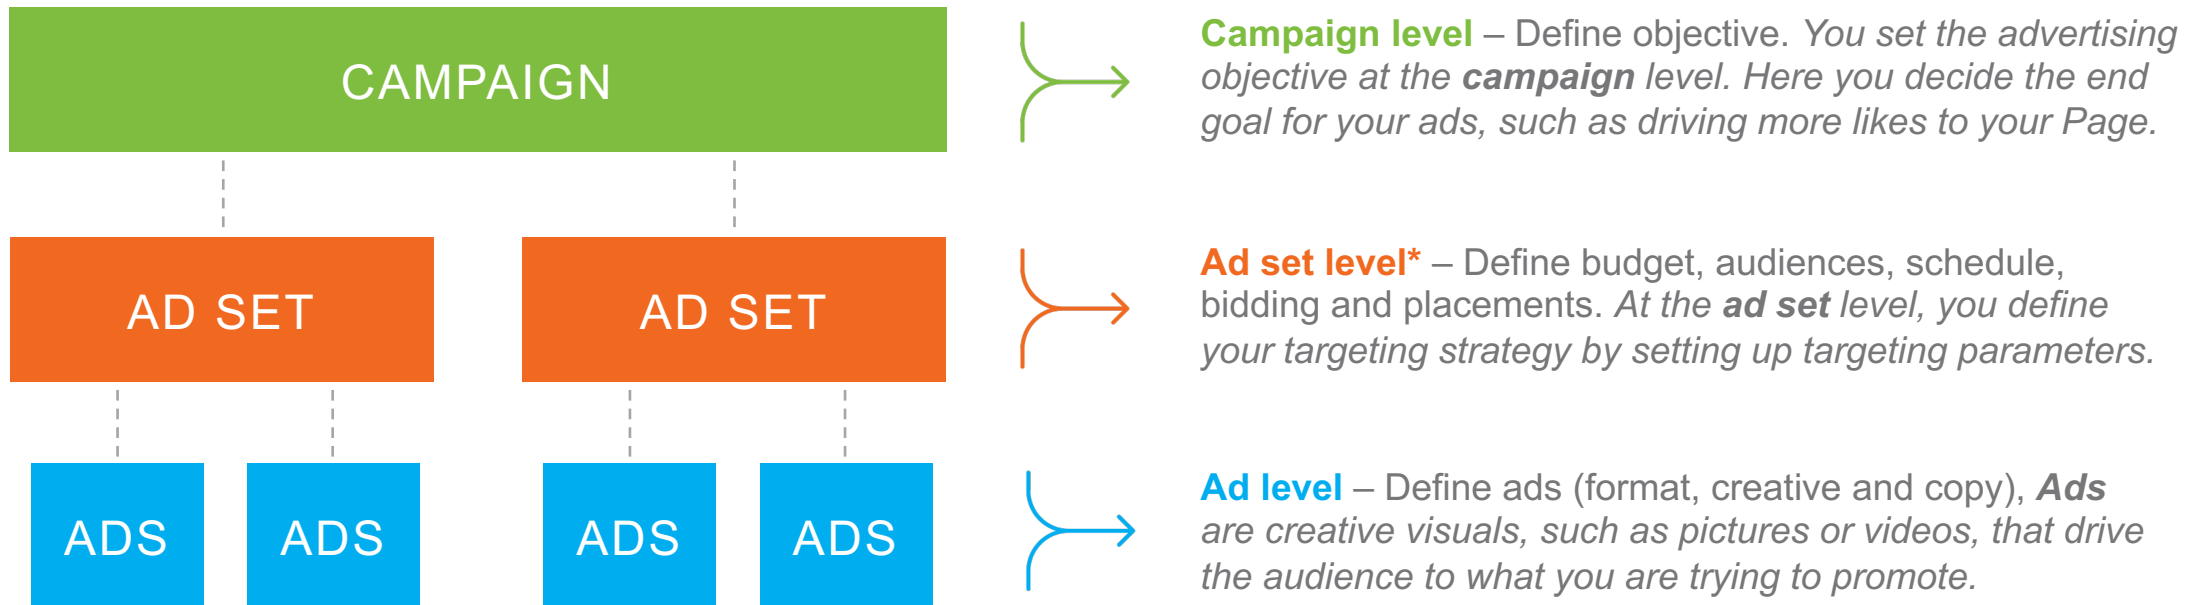 CAMPAIGN
Campaign level – Define objective. You set the advertising
objective at the campaign level. Here you decide the end
goal for your ads, such as driving more likes to your Page.
AD SET
AD SET
Ad set level* – Define budget, audiences, schedule,
bidding and placements. At the ad set level, you define
your targeting strategy by setting up targeting parameters.
ADS
ADS
ADS
ADS
Ad level – Define ads (format, creative and copy), Ads
are creative visuals, such as pictures or videos, that drive
the audience to what you are trying to promote.